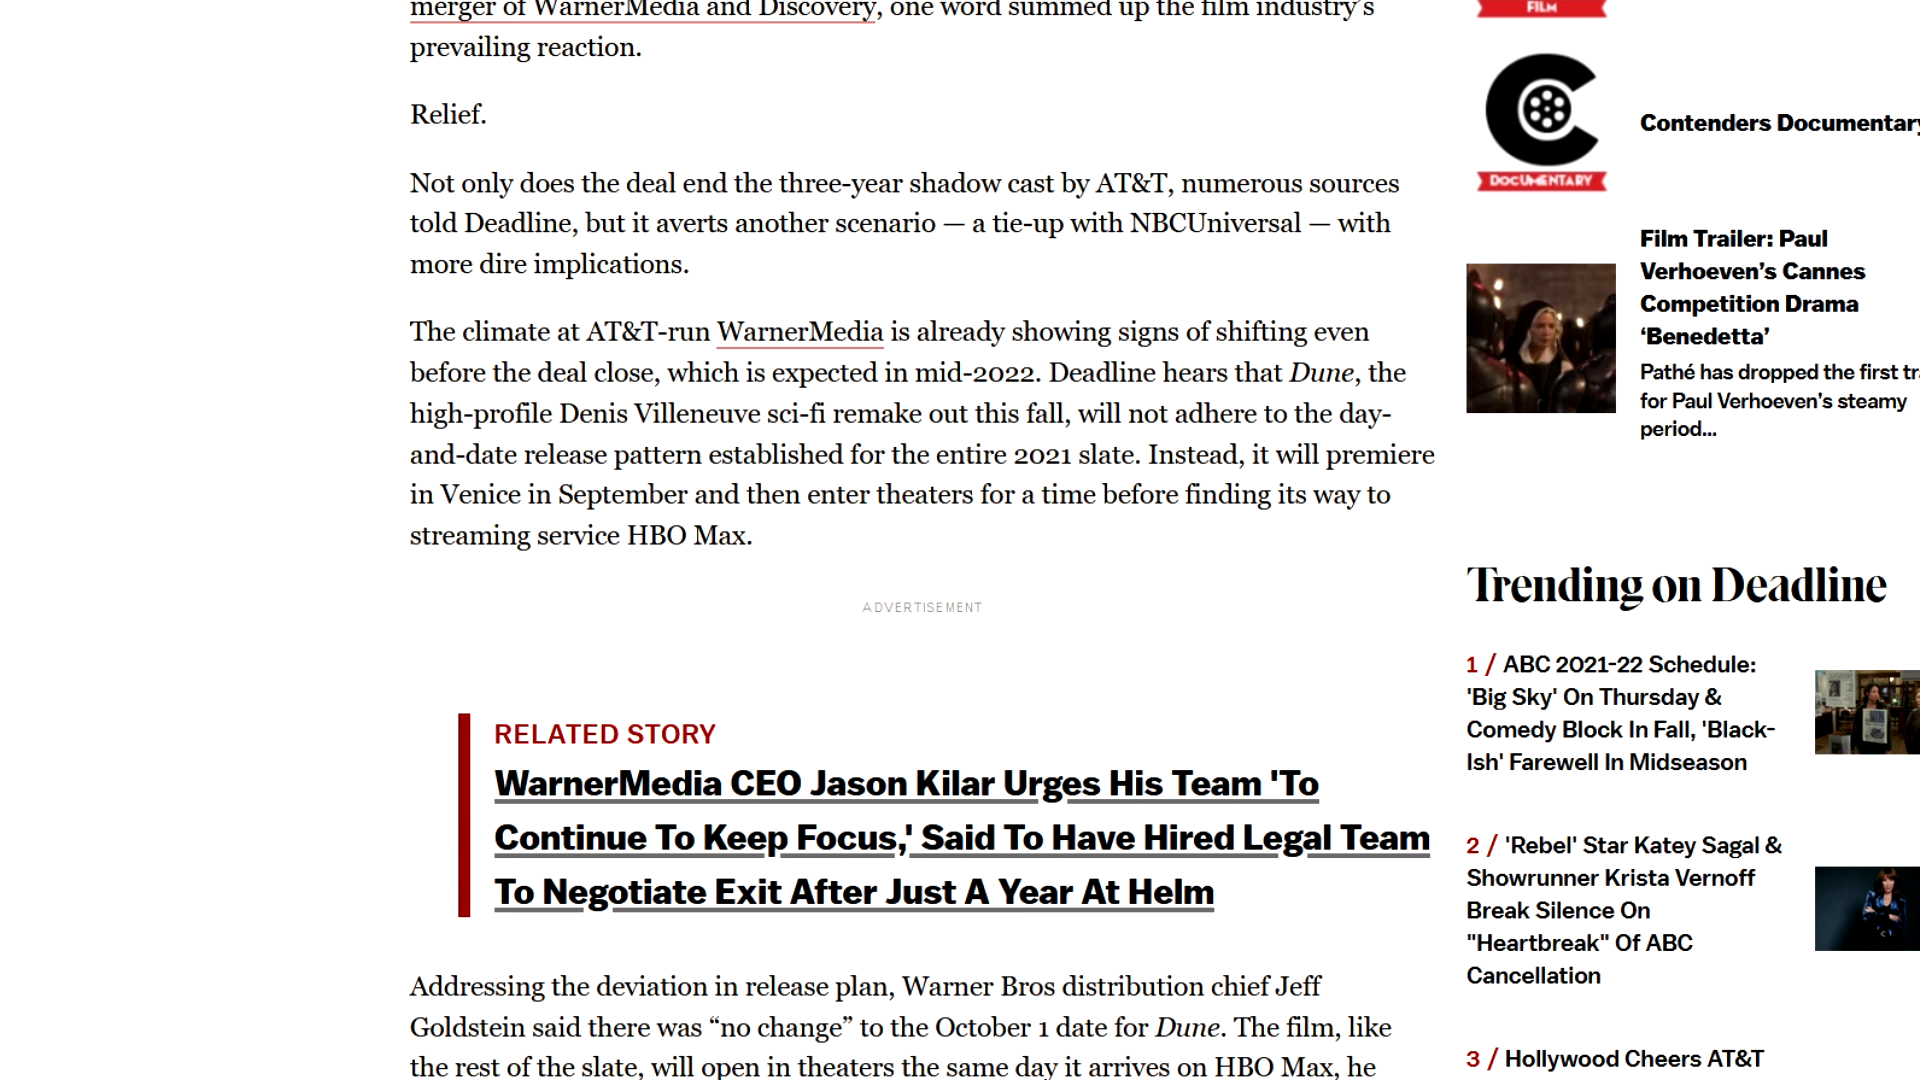 merger of WarnerMedia and Discovery, one word summed up the film industry’s
prevailing reaction.
Relief.
Not only does the deal end the three-year shadow cast by AT&T, numerous sources
told Deadline, but it averts another scenario — a tie-up with NBCUniversal — with
more dire implications.
The climate at AT&T-run WarnerMedia is already showing signs of shifting even
before the deal close, which is expected in mid-2022. Deadline hears that Dune, the
high-profile Denis Villeneuve sci-fi remake out this fall, will not adhere to the day-
and-date release pattern established for the entire 2021 slate. Instead, it will premiere
in Venice in September and then enter theaters for a time before finding its way to
streaming service HBO Max.
ADVERTISEMENT
RELATED STORY
WarnerMedia CEO Jason Kilar Urges His Team 'To
Continue To Keep Focus,' Said To Have Hired Legal Team
To Negotiate Exit After Just A Year At Helm
Addressing the deviation in release plan, Warner Bros distribution chief Jeff
Goldstein said there was “no change” to the October 1 date for Dune. The film, like
the rest of the slate, will open in theaters the same day it arrives on HBO Max, he
FILM
DOCUMENTARY
Contenders Documentary
Film Trailer: Paul
Verhoeven’s Cannes
Competition Drama
‘Benedetta’
Pathé has dropped the first
for Paul Verhoeven’s steamy
period...
Trending on Deadline
1 / ABC 2021-22 Schedule:
'Big Sky' On Thursday &
Comedy Block In Fall, 'Black-
Ish' Farewell In Midseason
2 / 'Rebel' Star Katey Sagal &
Showrunner Krista Vernoff
Break Silence On
"Heartbreak" Of ABC
Cancellation
3 / Hollywood Cheers AT&T